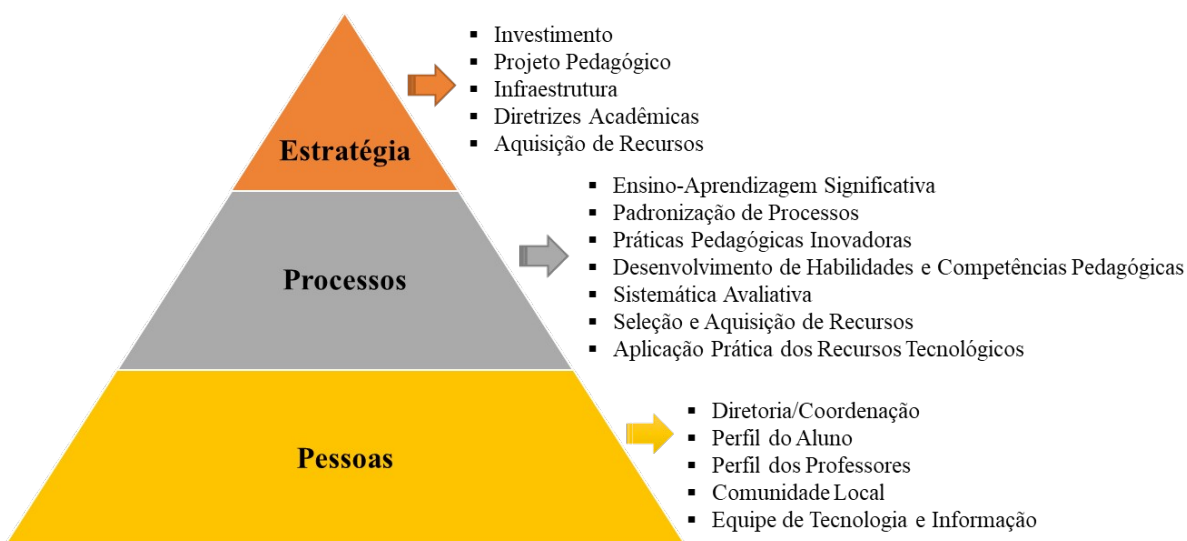 Estratégia
▪ Investimento
▪ Projeto Pedagógico
▪ Infraestrutura
▪ Diretrizes Acadêmicas
▪ Aquisição de Recursos
Processos
▪ Ensino-Aprendizagem Significativa
▪ Padronização de Processos
▪ Práticas Pedagógicas Inovadoras
▪ Desenvolvimento de Habilidades e Competências Pedagógicas
▪ Sistemática Avaliativa
▪ Seleção e Aquisição de Recursos
▪ Aplicação Prática dos Recursos Tecnológicos
Pessoas
▪ Diretoria/Coordenação
▪ Perfil do Aluno
▪ Perfil dos Professores
▪ Comunidade Local
▪ Equipe de Tecnologia e Informação